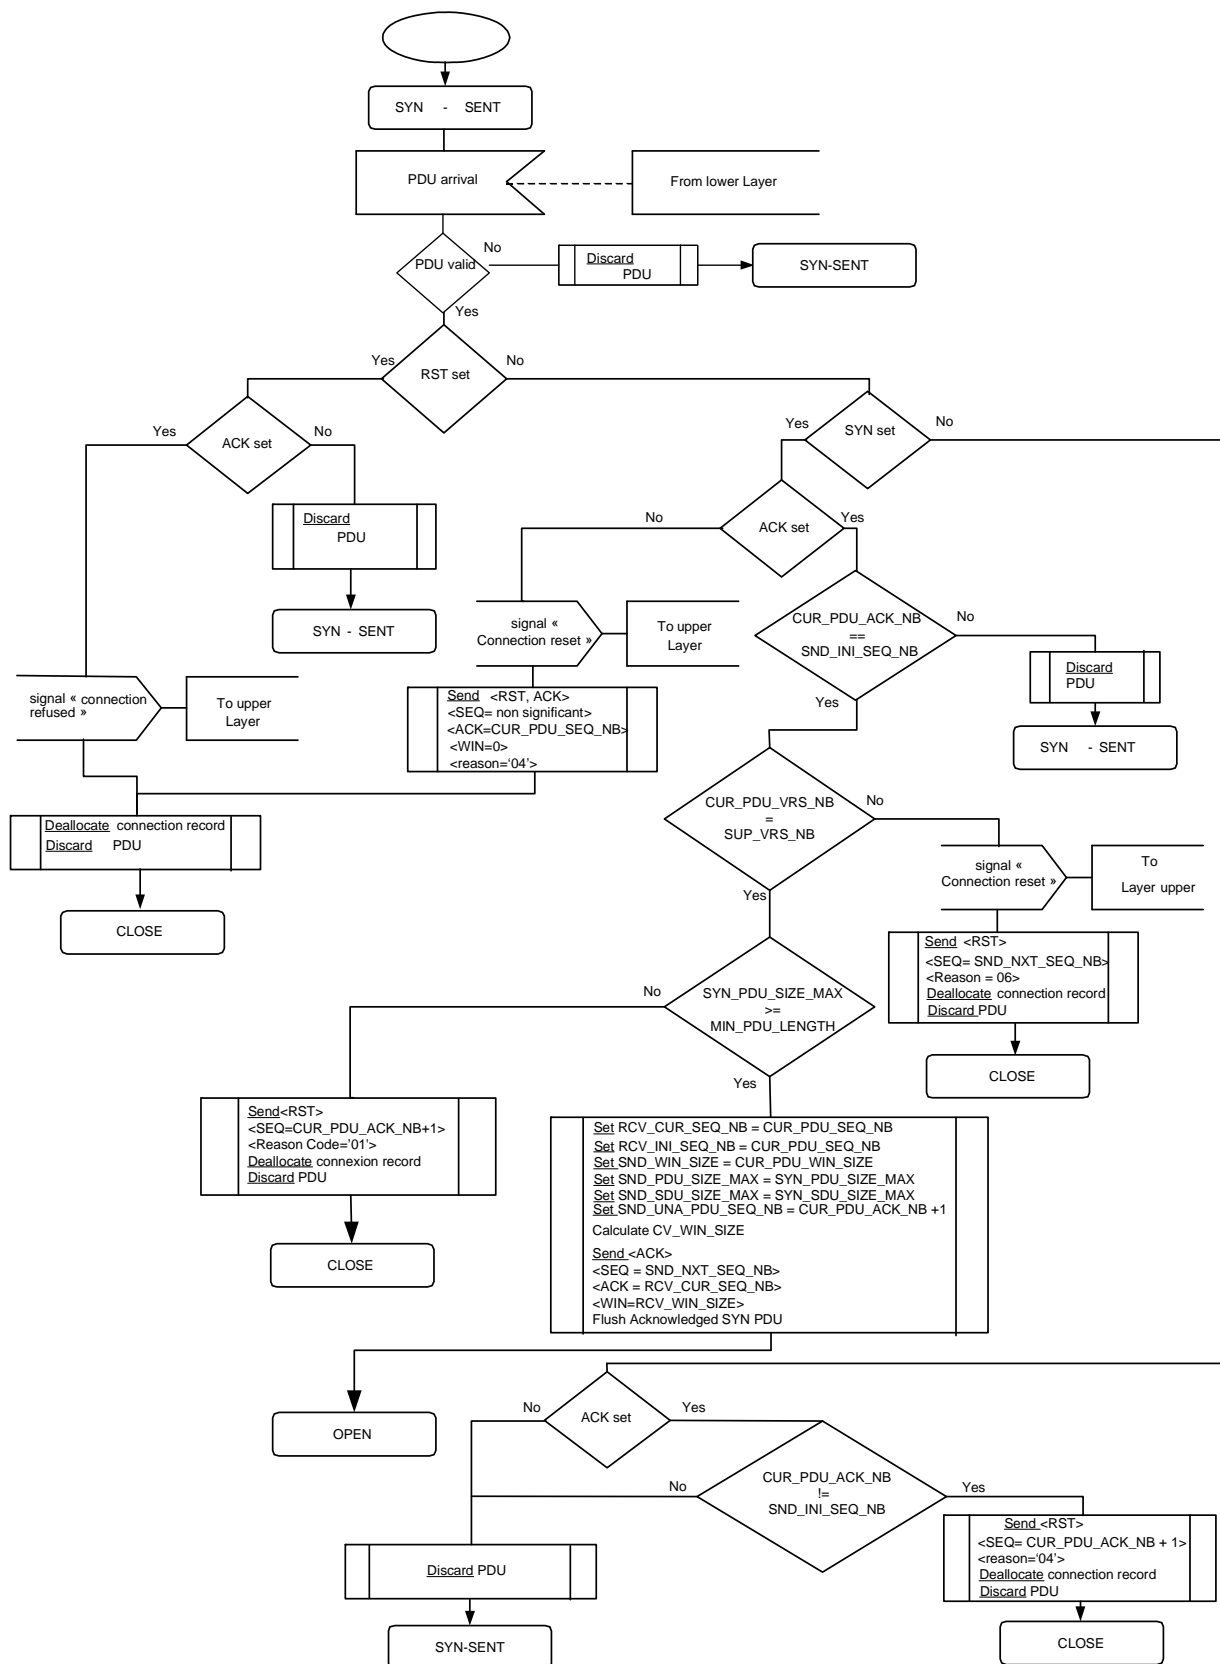 SYN - SENT
PDU arrival
From lower Layer
PDU valid
No
Discard
PDU
SYN-SENT
Yes
Yes
RST set
No
Yes
ACK set
No
Yes
SYN set
No
Discard
PDU
No
ACK set
Yes
SYN - SENT
signal «
Connection reset »
To upper
Layer
CUR_PDU_ACK_NB
==
SND_INI_SEQ_NB
No
Discard
PDU
Yes
SYN - SENT
signal « connection
refused »
To upper
Layer
Send <RST, ACK>
<SEQ= non significant>
<ACK=CUR_PDU_SEQ_NB>
<WIN=0>
<reason=‘04’>
CUR_PDU_VRS_NB
=
SUP_VRS_NB
No
Yes
Deallocate connection record
Discard PDU
CLOSE
signal «
Connection reset »
To
Layer upper
Send <RST>
<SEQ= SND_NXT_SEQ_NB>
<Reason = 06>
Deallocate connection record
Discard PDU
CLOSE
No
SYN_PDU_SIZE_MAX
>=
MIN_PDU_LENGTH
Yes
Send<RST>
<SEQ=CUR_PDU_ACK_NB+1>
<Reason Code=‘01’>
Deallocate connexion record
Discard PDU
CLOSE
Set RCV_CUR_SEQ_NB = CUR_PDU_SEQ_NB
Set RCV_INI_SEQ_NB = CUR_PDU_SEQ_NB
Set SND_WIN_SIZE = CUR_PDU_WIN_SIZE
Set SND_PDU_SIZE_MAX = SYN_PDU_SIZE_MAX
Set SND_SDU_SIZE_MAX = SYN_SDU_SIZE_MAX
Set SND_UNA_PDU_SEQ_NB = CUR_PDU_ACK_NB +1
Calculate CV_WIN_SIZE
Send <ACK>
<SEQ = SND_NXT_SEQ_NB>
<ACK = RCV_CUR_SEQ_NB>
<WIN=RCV_WIN_SIZE>
Flush Acknowledged SYN PDU
OPEN
No
ACK set
Yes
No
CUR_PDU_ACK_NB
!=
SND_INI_SEQ_NB
Yes
Discard PDU
SYN-SENT
Send <RST>
<SEQ= CUR_PDU_ACK_NB + 1>
<reason=‘04’>
Deallocate connection record
Discard PDU
CLOSE